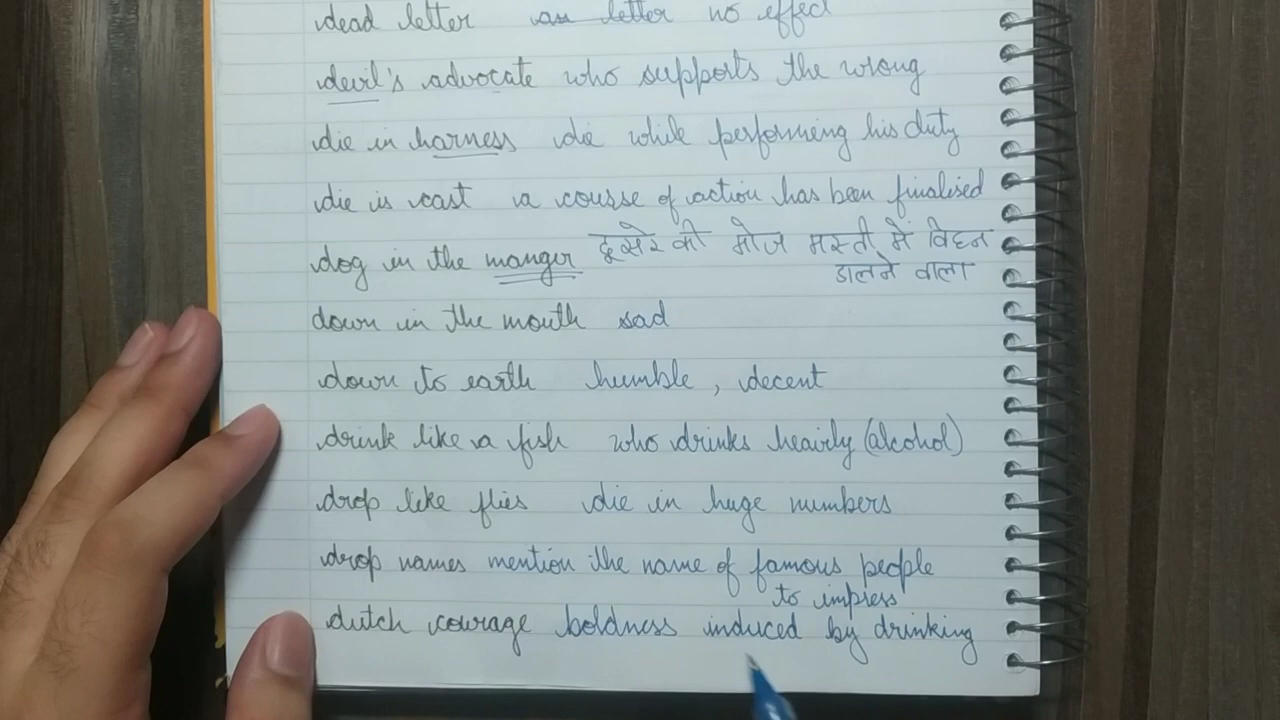 dead letter an letter no effect
devil's advocate who supports the wrong
die in harness die while performing his duty
die is cast a course of action has been finalised
dog in the manger दूसरे की मौज मस्ती में विघन
डालने वाला
down in the mouth sad
down to earth humble, decent
drink like a fish who drinks heavily (alcohol)
drop like flies die in huge numbers
drop names mention the name of famous people
to impress
dutch courage boldness induced by drinking